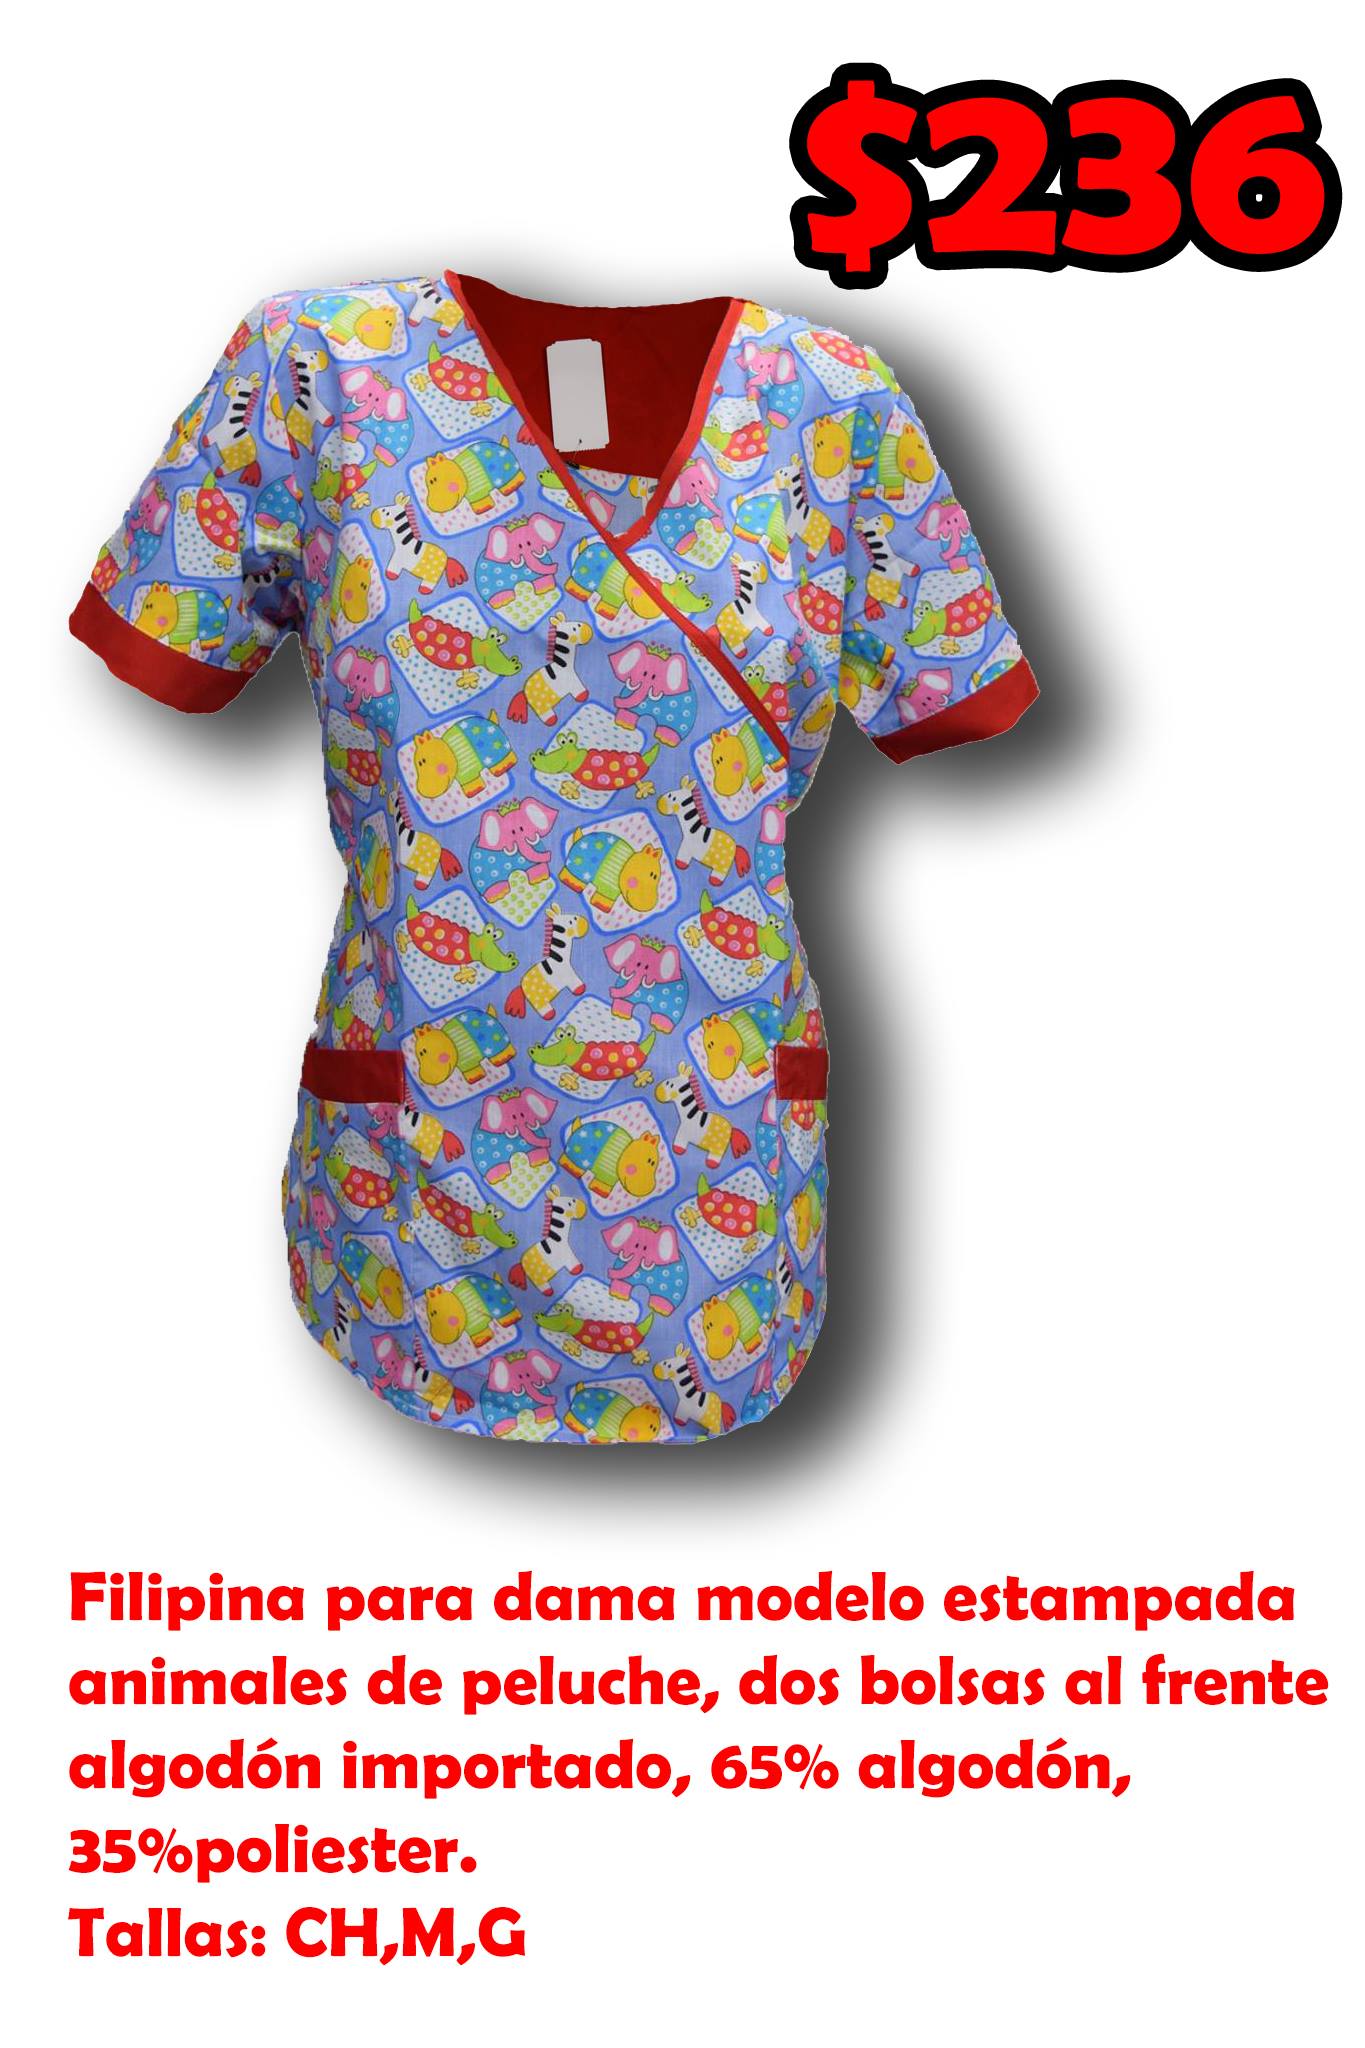 $236
Filipina para dama modelo estampada
animales de peluche, dos bolsas al frente
algodón importado, 65% algodón,
35%poliester.
Tallas: CH,M,G